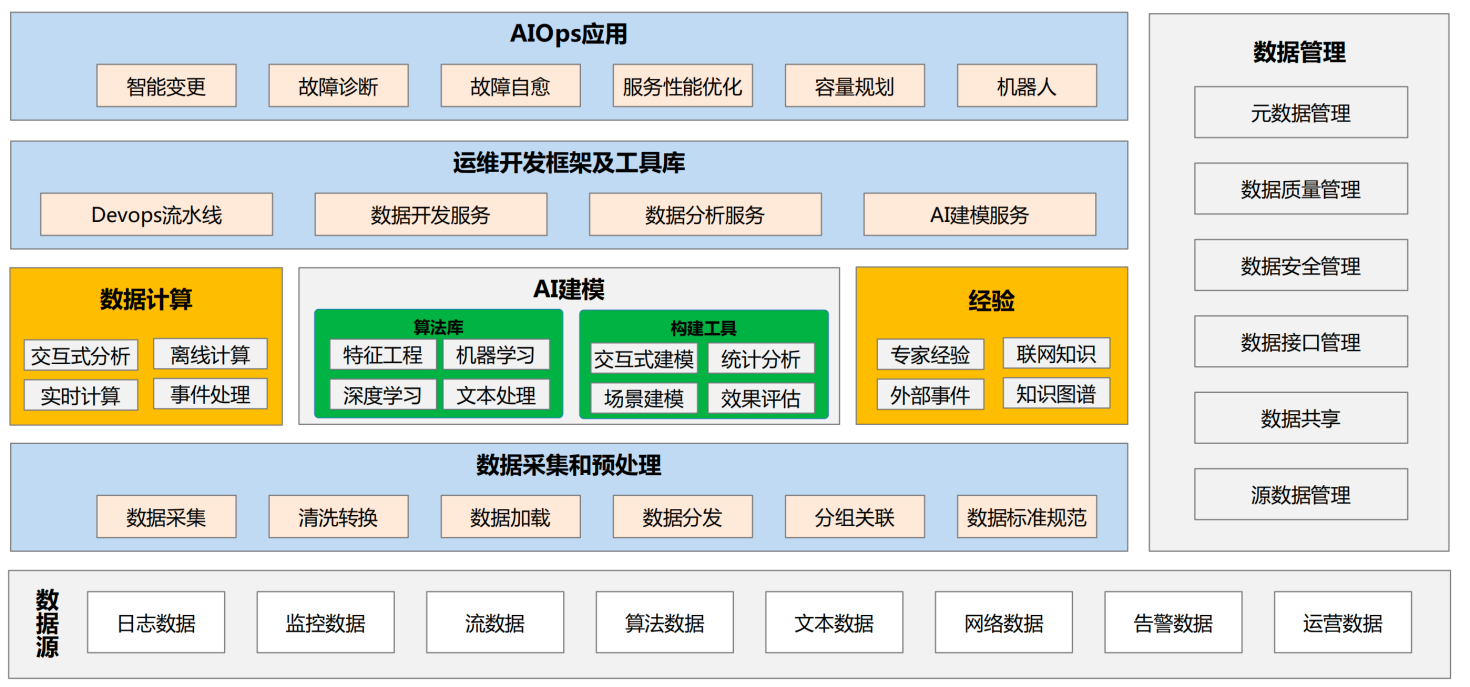 AIOps应用
智能变更 故障诊断 故障自愈 服务性能优化 容量规划 机器人
运维开发框架及工具库
Devops流水线 数据开发服务 数据分析服务 AI建模服务
数据计算
交互式分析 离线计算
实时计算 事件处理
AI建模
算法库
特征工程 机器学习
深度学习 文本处理
构建工具
交互式建模 统计分析
场景建模 效果评估
经验
专家经验 联网知识
外部事件 知识图谱
数据采集和预处理
数据采集 清洗转换 数据加载 数据分发 分组关联 数据标准规范
数据管理
元数据管理
数据质量管理
数据安全管理
数据接口管理
数据共享
源数据管理
数据源
日志数据 监控数据 流数据 算法数据 文本数据 网络数据 告警数据 运营数据